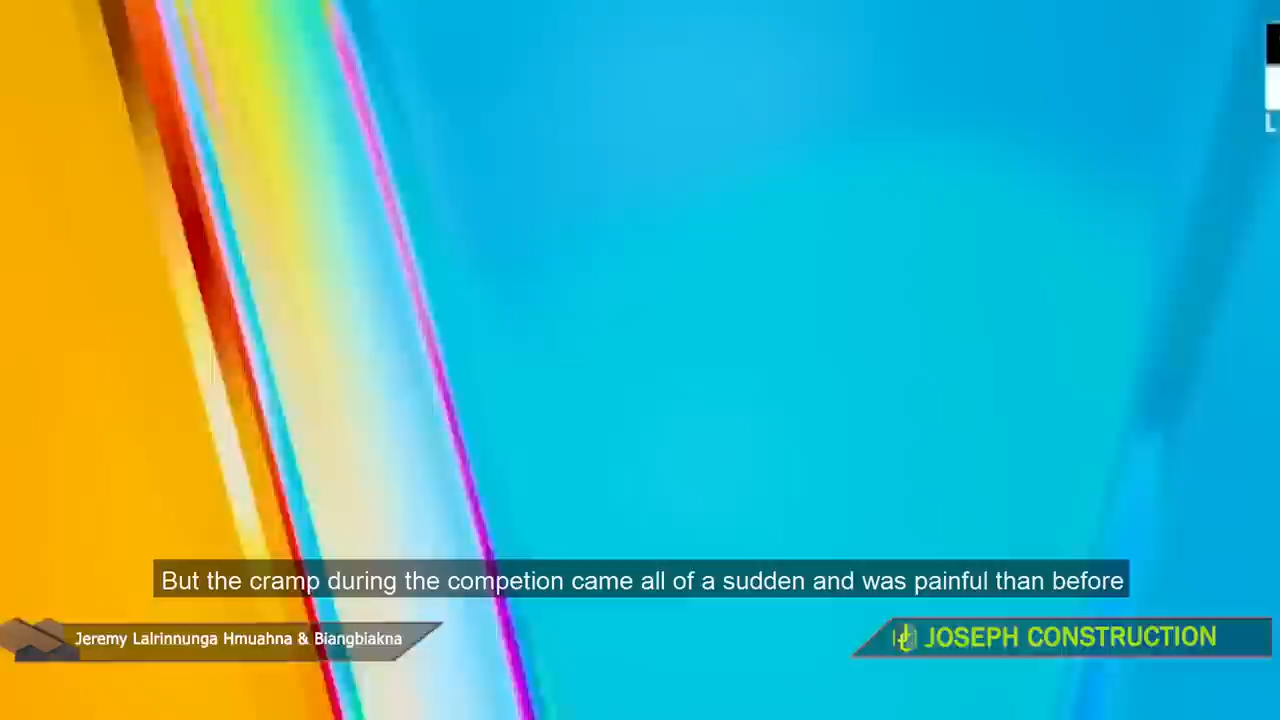 L
But the cramp during the competion came all of a sudden and was painful than before
Jeremy Lalrinnunga Hmuahna & Biangbiakna
JOSEPH CONSTRUCTION